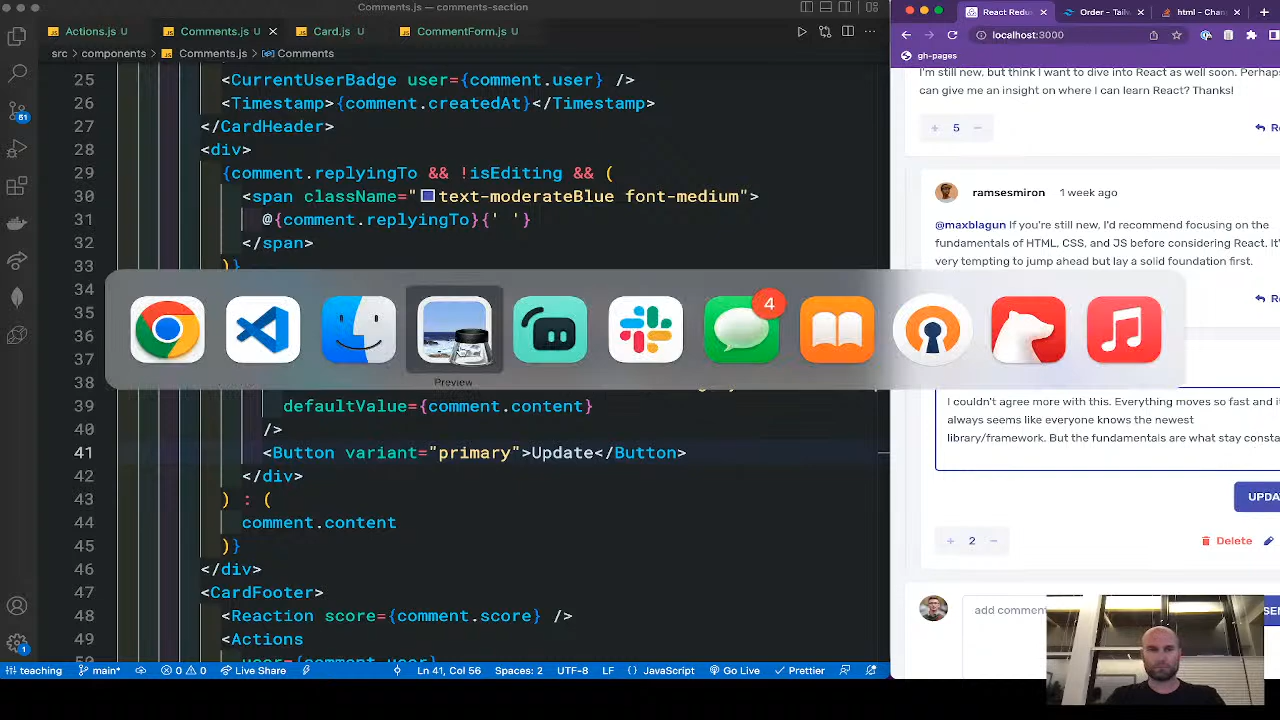 Comments.js — comments-section
Actions.js U
Comments.js U
Card.js U
CommentForm.js U
src > components > Comments.js > Comments
25 <CurrentUserBadge user={comment.user} />
26 <Timestamp>{comment.createdAt}</Timestamp>
27 </CardHeader>
28 <div>
29 {comment.replyingTo && !isEditing && (
30 <span className="text-moderateBlue font-medium">
31 @{comment.replyingTo}{' '}
32 </span>
33 )}
34
35
36
37
38
39 defaultValue={comment.content}
40 />
41 <Button variant="primary">Update</Button>
42 </div>
43 ) : (
44 comment.content
45 )}
46 </div>
47 <CardFooter>
48 <Reaction score={comment.score} />
49 <Actions
Preview
4
51
1
teaching
main*
0 0
Live Share
Ln 41, Col 56
Spaces: 2
UTF-8
LF
{} JavaScript
Go Live
Prettier
React Redu
Order - Tail
html - Chan
localhost:3000
gh-pages
I'm still new, but think I want to dive into React as well soon. Perhaps
can give me an insight on where I can learn React? Thanks!
+ 5 −
Re
ramsesmiron 1 week ago
@maxblagun If you're still new, I'd recommend focusing on the
fundamentals of HTML, CSS, and JS before considering React. It'
very tempting to jump ahead but lay a solid foundation first.
Re
I couldn't agree more with this. Everything moves so fast and it
always seems like everyone knows the newest
library/framework. But the fundamentals are what stay consta
UPDA
+ 2 −
Delete
add commen